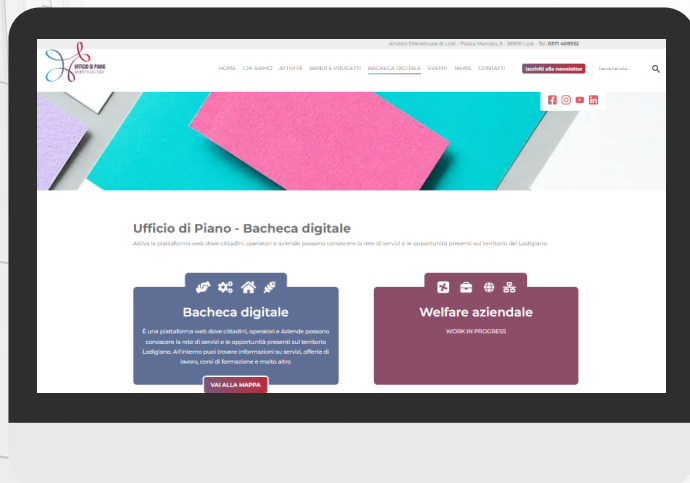 Ambito Distrettuale di Lodi - Piazza Mercato, 5 - 26900 Lodi - Tel. 0371 409332
UFFICIO DI PIANO
AMBITO DI LODI
HOME CHI SIAMO ATTIVITÀ BANDI E PROGETTI BACHECA DIGITALE EVENTI NEWS CONTATTI Iscriviti alla newsletter Cerca nel sito...
Ufficio di Piano - Bacheca digitale
Attiva la piattaforma web dove cittadini, operatori e aziende possono conoscere la rete di servizi e le opportunità presenti sul territorio del Lodigiano
Bacheca digitale
È una piattaforma web dove cittadini, operatori e Aziende possono
conoscere la rete di servizi e le opportunità presenti sul territorio
Lodigiano. All'interno puoi trovare informazioni su servizi, offerte di
lavoro, corsi di formazione e molto altro
VAI ALLA MAPPA
Welfare aziendale
WORK IN PROGRESS